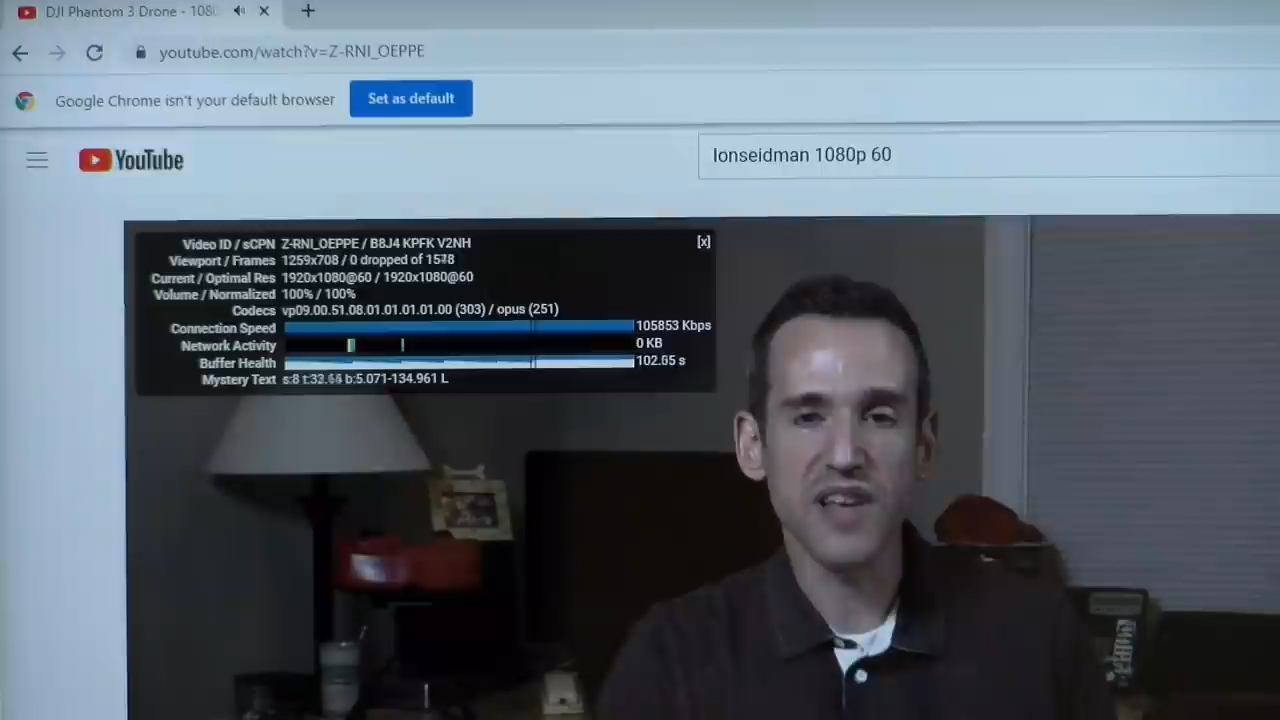 DJI Phantom 3 Drone - 108
youtube.com/watch?v=Z-RNI_OEPPE
Google Chrome isn't your default browser
Set as default
YouTube
lonseidman 1080p 60
Video ID / sCPN Z-RNI_OEPPE / B8J4 KPFK V2NH
[x]
Viewport / Frames 1259x708 / 0 dropped of
Current / Optimal Res 1920x1080@60 / 1920x1080@60
Volume / Normalized 100% / 100%
Codecs vp09.00.51.08.01.01.01.01.00 (303) / opus (251)
Connection Speed 105853 Kbps
Network Activity 0 KB
Buffer Health
Mystery Text s:8 b:5.071-134.961 L